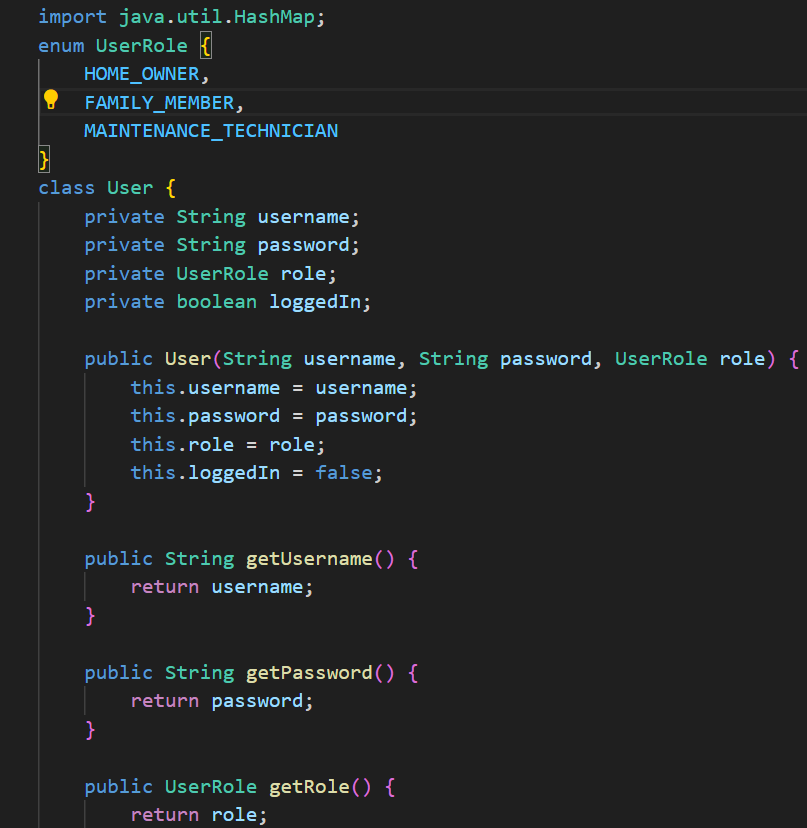 import java.util.HashMap;
enum UserRole {
    HOME_OWNER,
    FAMILY_MEMBER,
    MAINTENANCE_TECHNICIAN
}
class User {
    private String username;
    private String password;
    private UserRole role;
    private boolean loggedIn;

    public User(String username, String password, UserRole role) {
        this.username = username;
        this.password = password;
        this.role = role;
        this.loggedIn = false;
    }

    public String getUsername() {
        return username;
    }

    public String getPassword() {
        return password;
    }

    public UserRole getRole() {
        return role;